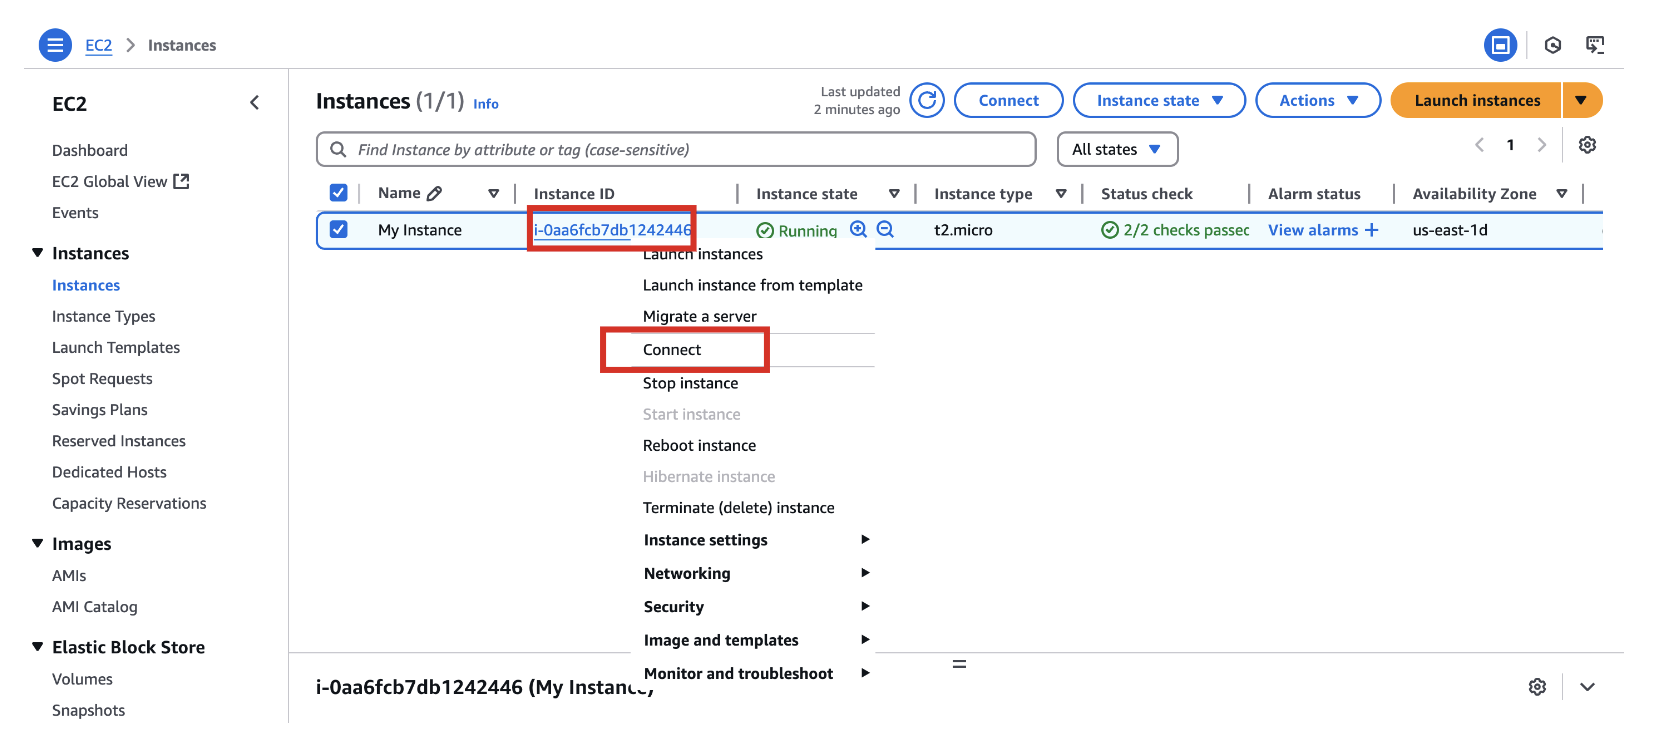 EC2 > Instances
EC2
Dashboard
EC2 Global View
Events
Instances
Instances
Instance Types
Launch Templates
Spot Requests
Savings Plans
Reserved Instances
Dedicated Hosts
Capacity Reservations
Images
AMIs
AMI Catalog
Elastic Block Store
Volumes
Snapshots
Instances (1/1) Info
Last updated
2 minutes ago
Connect
Instance state
Actions
Launch instances
Find Instance by attribute or tag (case-sensitive)
All states
1
Name Instance ID Instance state Instance type Status check Alarm status Availability Zone
My Instance i-0aa6fcb7db1242446 Running t2.micro 2/2 checks passec View alarms + us-east-1d
Launch instances
Launch instance from template
Migrate a server
Connect
Stop instance
Start instance
Reboot instance
Hibernate instance
Terminate (delete) instance
Instance settings
Networking
Security
Image and templates
Monitor and troubleshoot
i-0aa6fcb7db1242446 (My Instance)